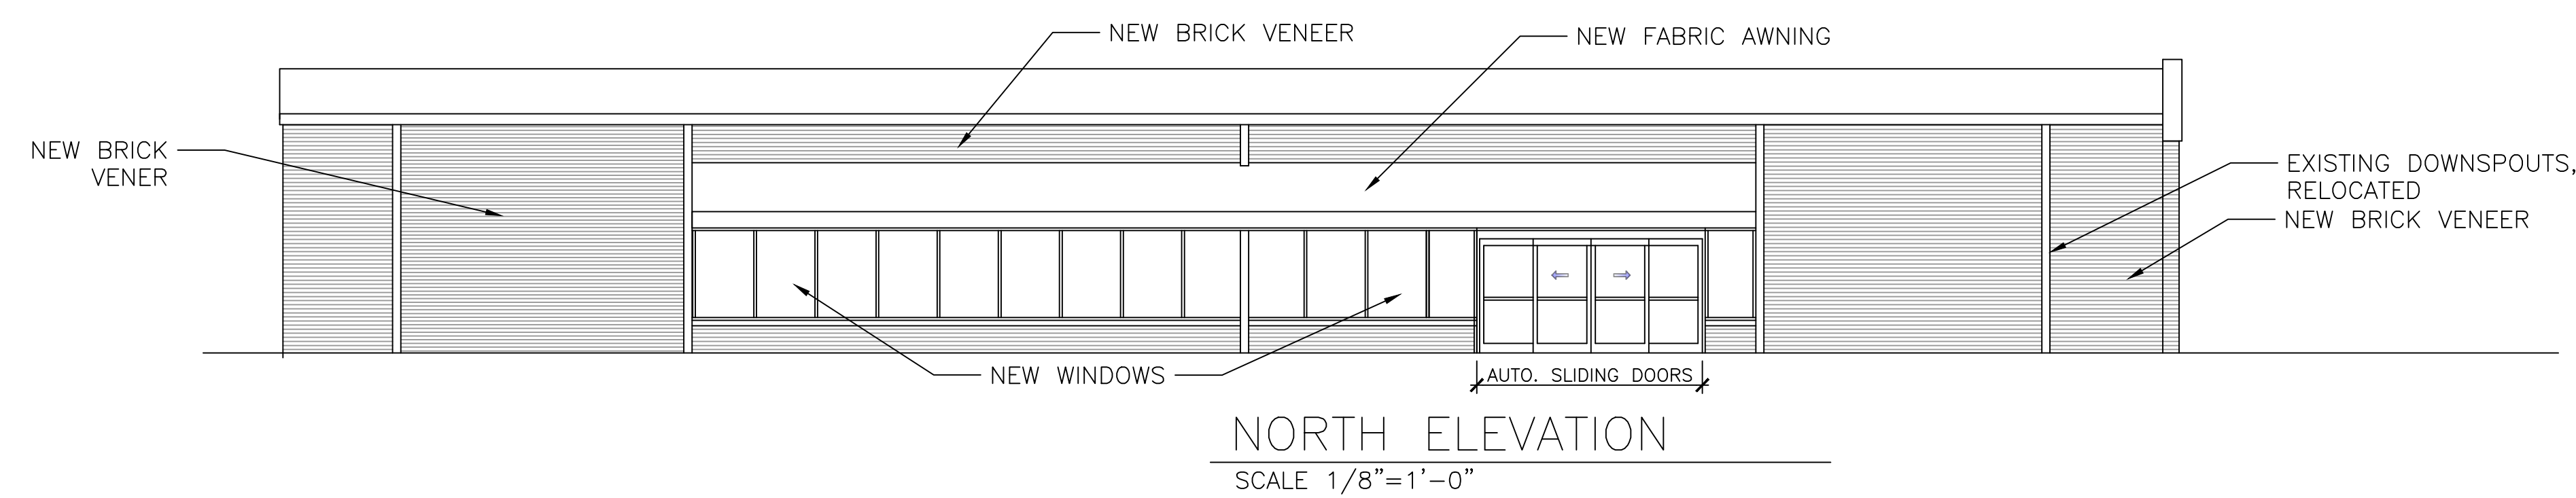 NEW BRICK VENEER
NEW FABRIC AWNING
NEW BRICK
VENER
EXISTING DOWNSPOUTS,
RELOCATED
NEW BRICK VENEER
NEW WINDOWS
AUTO. SLIDING DOORS
NORTH ELEVATION
SCALE 1/8"=1'-0"